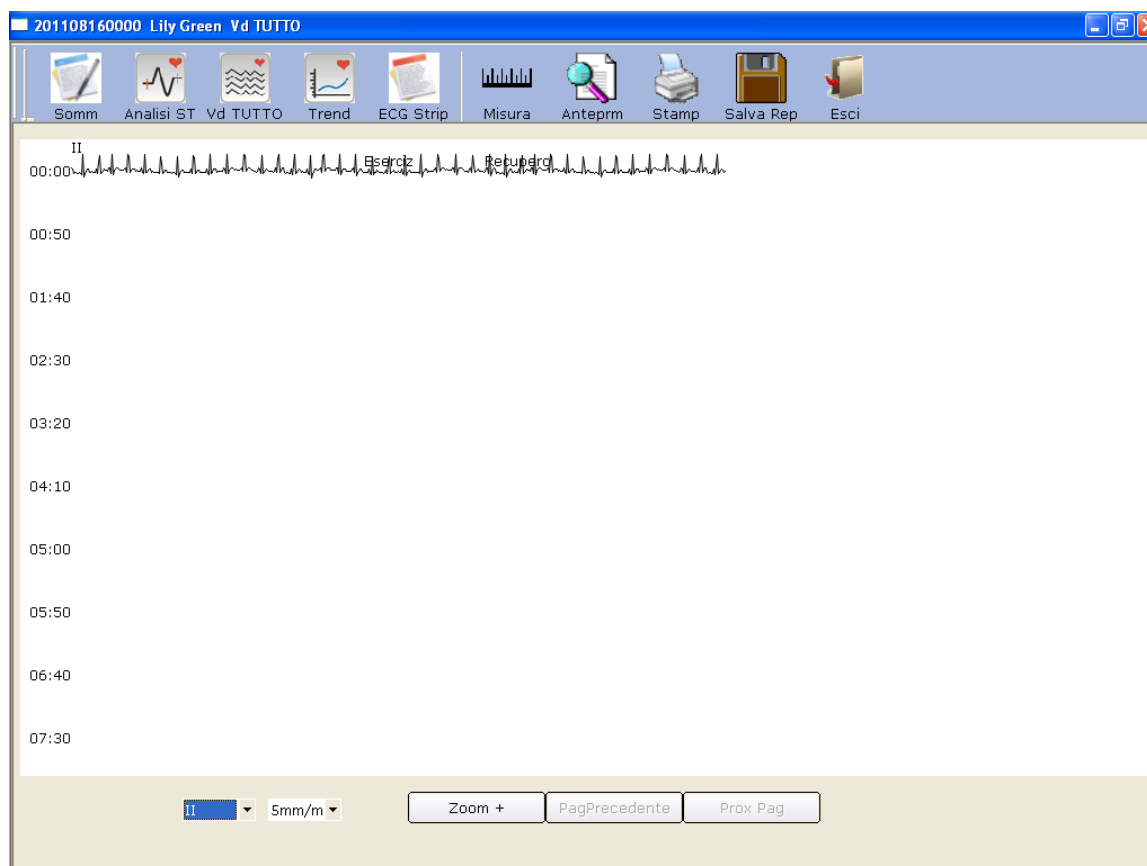 201108160000 Lily Green Vd TUTTO
Somm Analisi ST Vd TUTTO Trend ECG Strip Misura Anteprm Stamp Salva Rep Esci
II
00:00 Eserciz Recupero
00:50
01:40
02:30
03:20
04:10
05:00
05:50
06:40
07:30
II 5mm/m Zoom + PagPrecedente Prox Pag